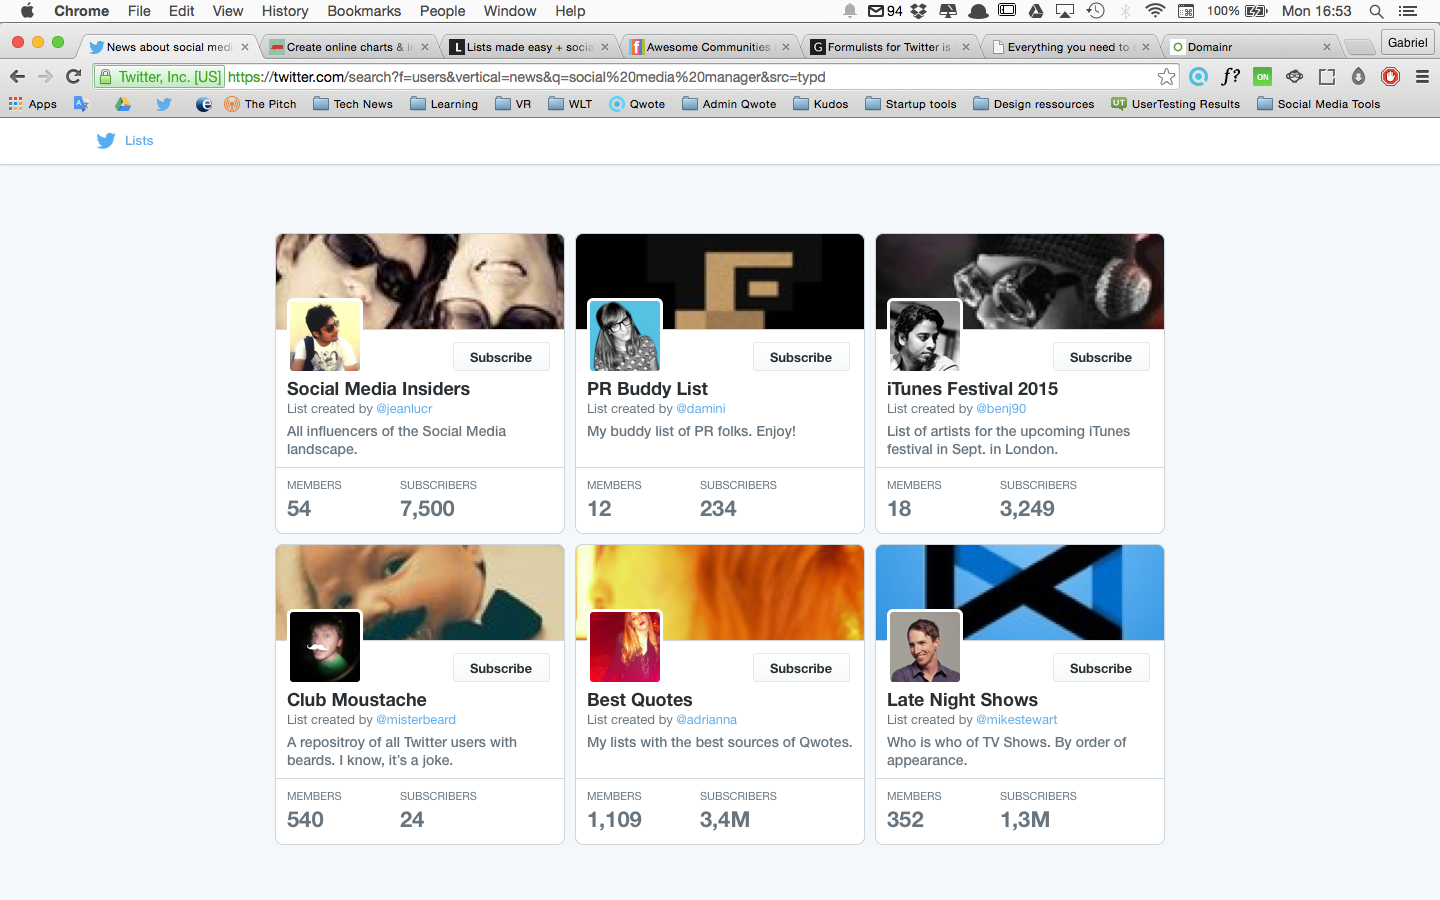 Chrome File Edit View History Bookmarks People Window Help 94 100% Mon 16:53
News about social medi Create online charts & i Lists made easy + socia Awesome Communities Formulists for Twitter is Everything you need to Domainr Gabriel
Twitter, Inc. [US] https://twitter.com/search?f=users&vertical=news&q=social%20media%20manager&src=typd f? ON
Apps The Pitch Tech News Learning VR WLT Qwote Admin Qwote Kudos Startup tools Design ressources UT UserTesting Results Social Media Tools
Lists
Subscribe
Social Media Insiders
List created by @jeanlucr
All influencers of the Social Media
landscape.
MEMBERS SUBSCRIBERS
54 7,500
Subscribe
PR Buddy List
List created by @damini
My buddy list of PR folks. Enjoy!
MEMBERS SUBSCRIBERS
12 234
Subscribe
iTunes Festival 2015
List created by @benj90
List of artists for the upcoming iTunes
festival in Sept. in London.
MEMBERS SUBSCRIBERS
18 3,249
Subscribe
Club Moustache
List created by @misterbeard
A repositroy of all Twitter users with
beards. I know, it's a joke.
MEMBERS SUBSCRIBERS
540 24
Subscribe
Best Quotes
List created by @adrianna
My lists with the best sources of Qwotes.
MEMBERS SUBSCRIBERS
1,109 3,4M
Subscribe
Late Night Shows
List created by @mikestewart
Who is who of TV Shows. By order of
appearance.
MEMBERS SUBSCRIBERS
352 1,3M